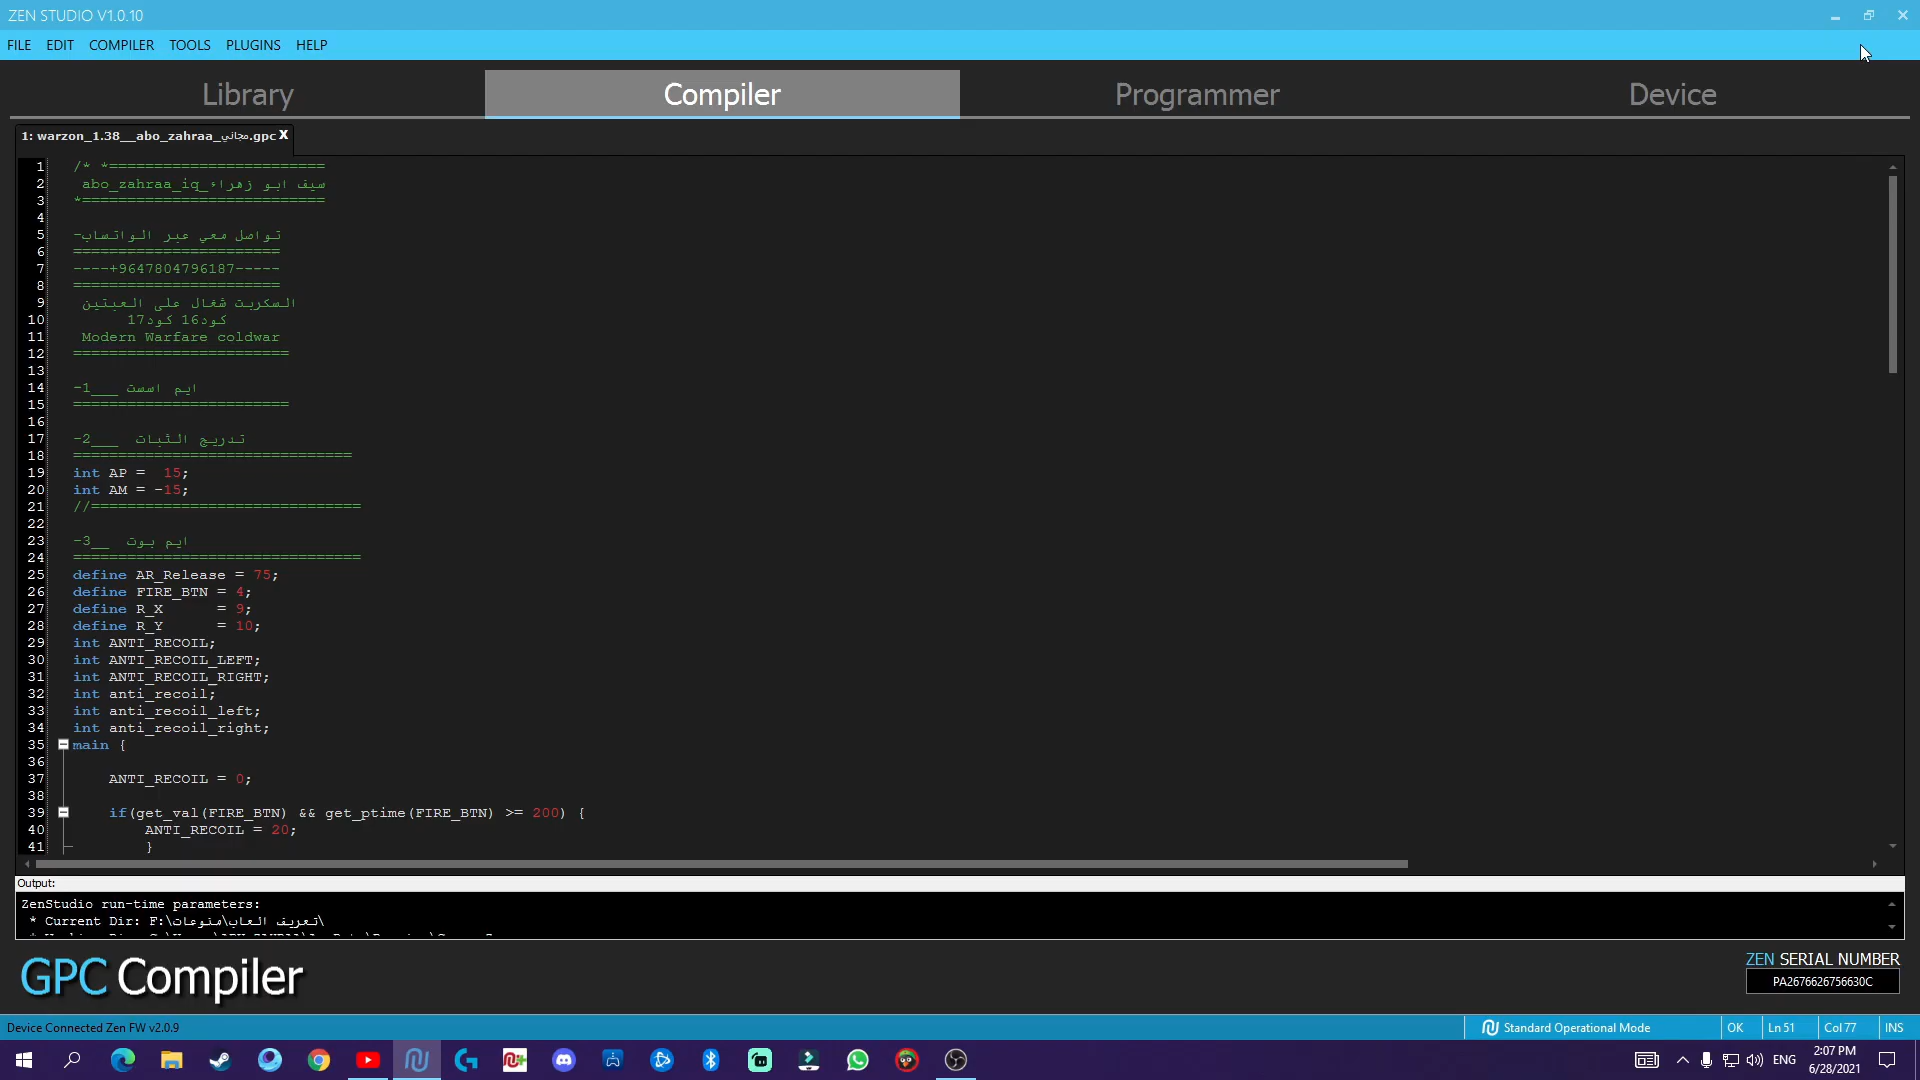 ZEN STUDIO V1.0.10
FILE EDIT COMPILER TOOLS PLUGINS HELP
Library Compiler Programmer Device
1: warzon_1.38__abo_zahraa_مجاني.gpc X
1 /* *========================
2 abo_zahraa_iq_سيف ابو زهراء
3 *===========================
4
5 -تواصل معي عبر الواتساب
6 =======================
7 ----+9647804796187-----
8 =======================
9 السكربت شغال على العبتين
10 كود16 كود17
11 Modern Warfare coldwar
12 ========================
13
14 -1___ ايم اسست
15 ========================
16
17 -2___ تدريج الثبات
18 ===============================
19 int AP = 15;
20 int AM = -15;
21 //==============================
22
23 -3__ ايم بوت
24 ================================
25 define AR_Release = 75;
26 define FIRE_BTN = 4;
27 define R_X = 9;
28 define R_Y = 10;
29 int ANTI_RECOIL;
30 int ANTI_RECOIL_LEFT;
31 int ANTI_RECOIL_RIGHT;
32 int anti_recoil;
33 int anti_recoil_left;
34 int anti_recoil_right;
35 main {
36
37 ANTI_RECOIL = 0;
38
39 if(get_val(FIRE_BTN) && get_ptime(FIRE_BTN) >= 200) {
40 ANTI_RECOIL = 20;
41 }
Output:
ZenStudio run-time parameters:
* Current Dir: F:\تعريف العاب\منوعات\
GPC Compiler
ZEN SERIAL NUMBER
PA2676626756630C
Device Connected Zen FW v2.0.9
Standard Operational Mode OK Ln 51 Col 77 INS
ENG
2:07 PM
6/28/2021